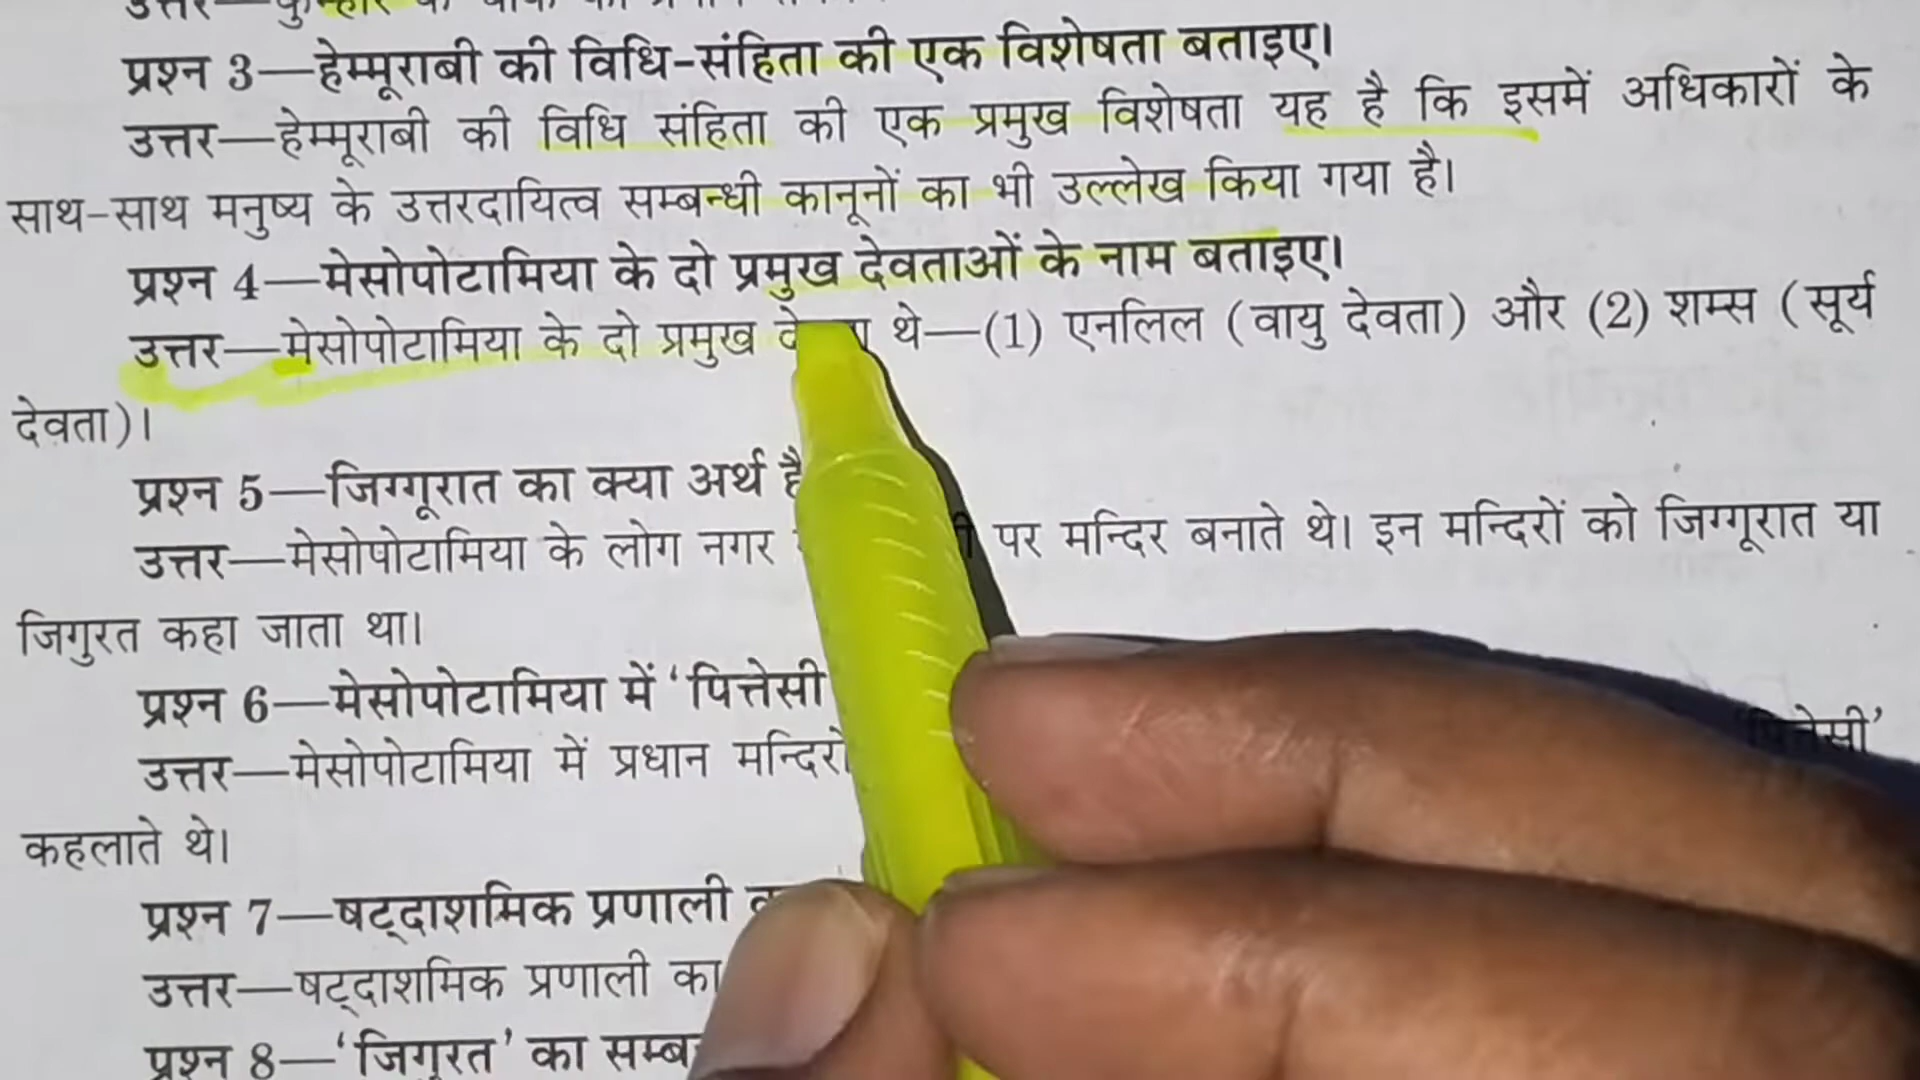 प्रश्न 3—हेम्मूराबी की विधि-संहिता की एक विशेषता बताइए।
उत्तर—हेम्मूराबी की विधि संहिता की एक प्रमुख विशेषता यह है कि इसमें अधिकारों के
साथ-साथ मनुष्य के उत्तरदायित्व सम्बन्धी कानूनों का भी उल्लेख किया गया है।
प्रश्न 4—मेसोपोटामिया के दो प्रमुख देवताओं के नाम बताइए।
उत्तर—मेसोपोटामिया के दो प्रमुख थे—(1) एनलिल (वायु देवता) और (2) शम्स (सूर्य
देवता)।
प्रश्न 5—जिग्गूरात का क्या अर्थ है
उत्तर—मेसोपोटामिया के लोग नगर पर मन्दिर बनाते थे। इन मन्दिरों को जिग्गूरात या
जिगुरत कहा जाता था।
प्रश्न 6—मेसोपोटामिया में ‘पित्तेसी
उत्तर—मेसोपोटामिया में प्रधान मन्दिरों ‘पित्तेसी’
कहलाते थे।
प्रश्न 7—षट्दाशमिक प्रणाली
उत्तर—षट्दाशमिक प्रणाली का
प्रश्न 8—‘जिगुरत’ का